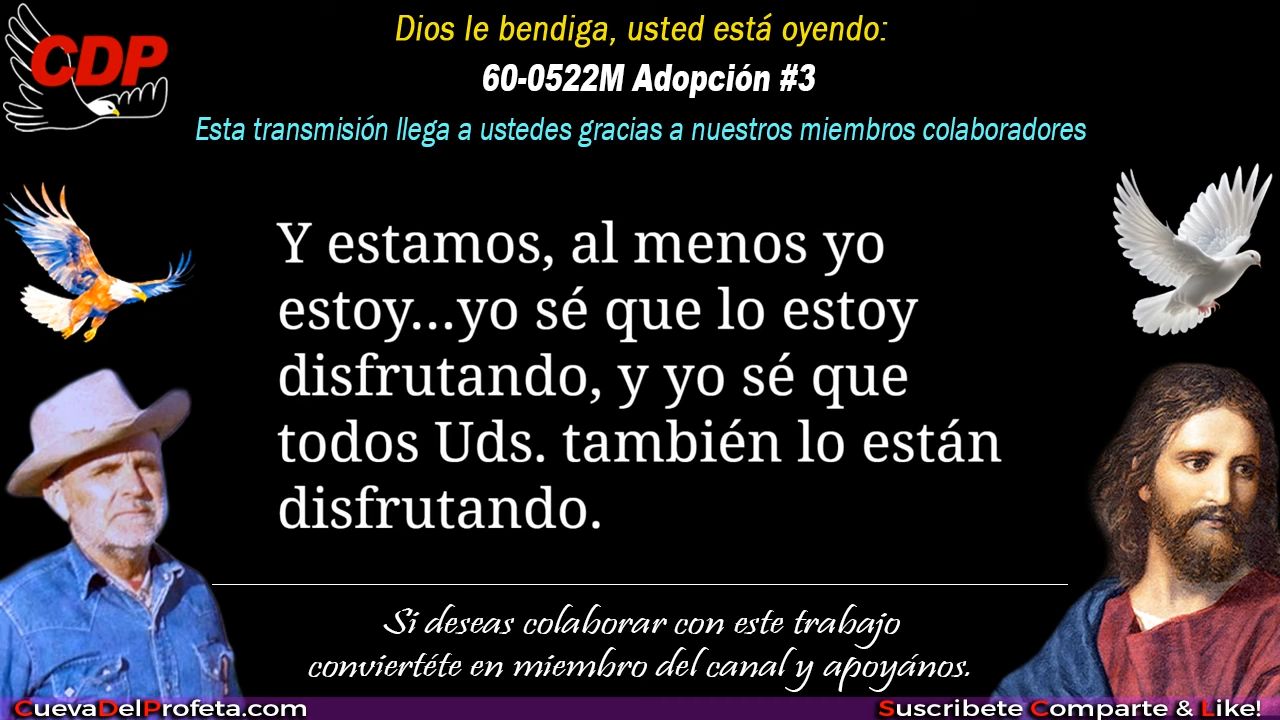 CDP
Dios le bendiga, usted está oyendo:
60-0522M Adopción #3
Esta transmisión llega a ustedes gracias a nuestros miembros colaboradores
Y estamos, al menos yo
estoy...yo sé que lo estoy
disfrutando, y yo sé que
todos Uds. también lo están
disfrutando.
Si deseas colaborar con este trabajo
conviertéte en miembro del canal y apoyános.
CuevaDelProfeta.com
Suscribete Comparte & Like!